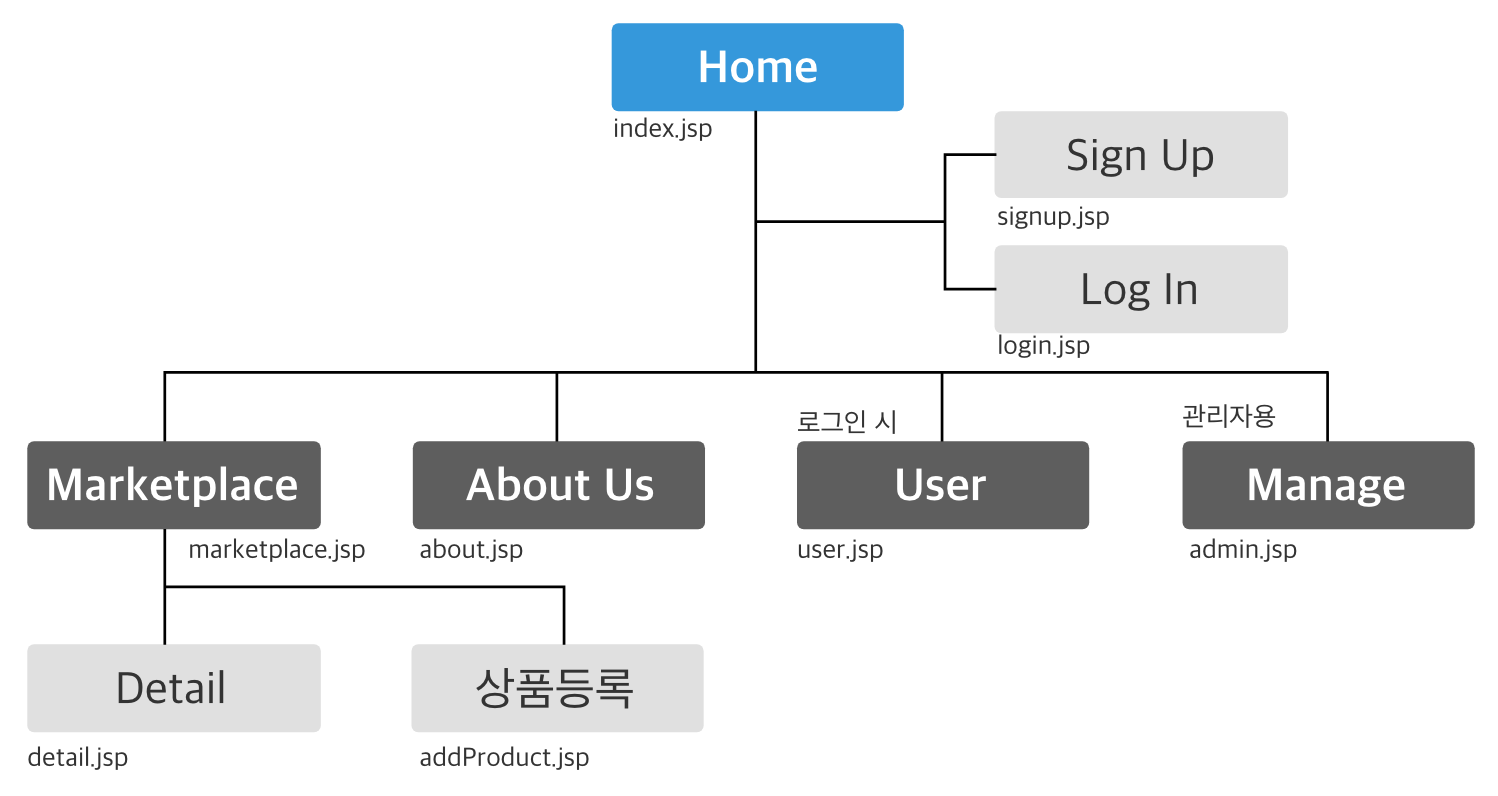 Home
index.jsp
Sign Up
signup.jsp
Log In
login.jsp
로그인 시
관리자용
Marketplace
About Us
User
Manage
marketplace.jsp
about.jsp
user.jsp
admin.jsp
Detail
상품등록
detail.jsp
addProduct.jsp